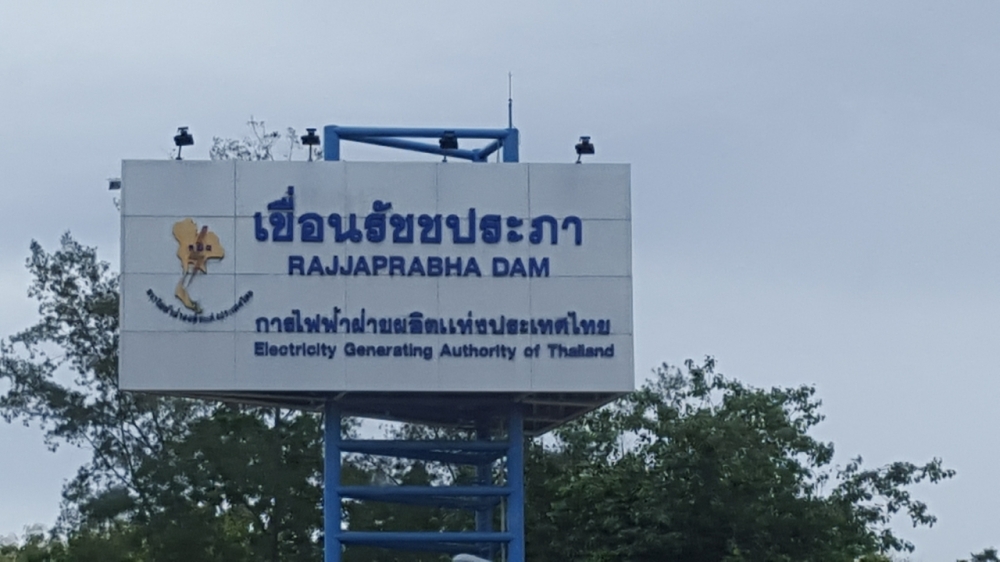 เขื่อนรัชชประภา
RAJJAPRABHA DAM
การไฟฟ้าฝ่ายผลิตแห่งประเทศไทย
Electricity Generating Authority of Thailand